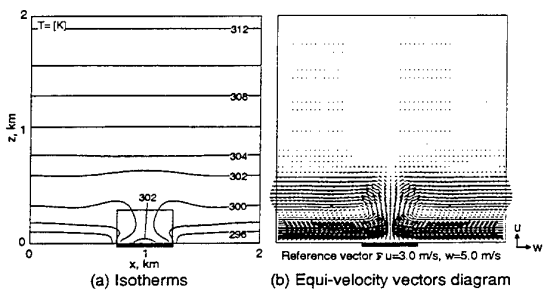 2
T= [K]
312
308
z, km
1
304
302
302
300
296
0
0
1
2
x, km
u
w
Reference vector u=3.0 m/s, w=5.0 m/s
(a) Isotherms
(b) Equi-velocity vectors diagram